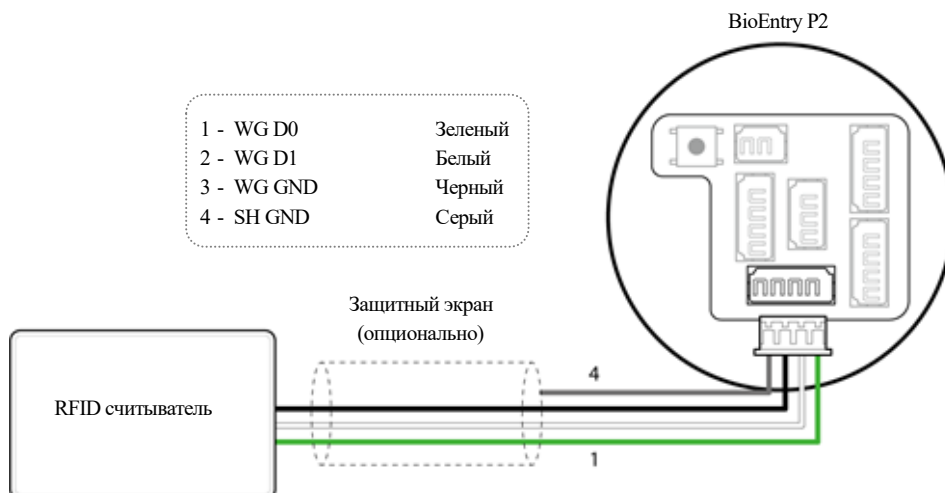 BioEntry P2
1 - WG D0 Зеленый
2 - WG D1 Белый
3 - WG GND Черный
4 - SH GND Серый
Защитный экран
(опционально)
4
RFID считыватель
1